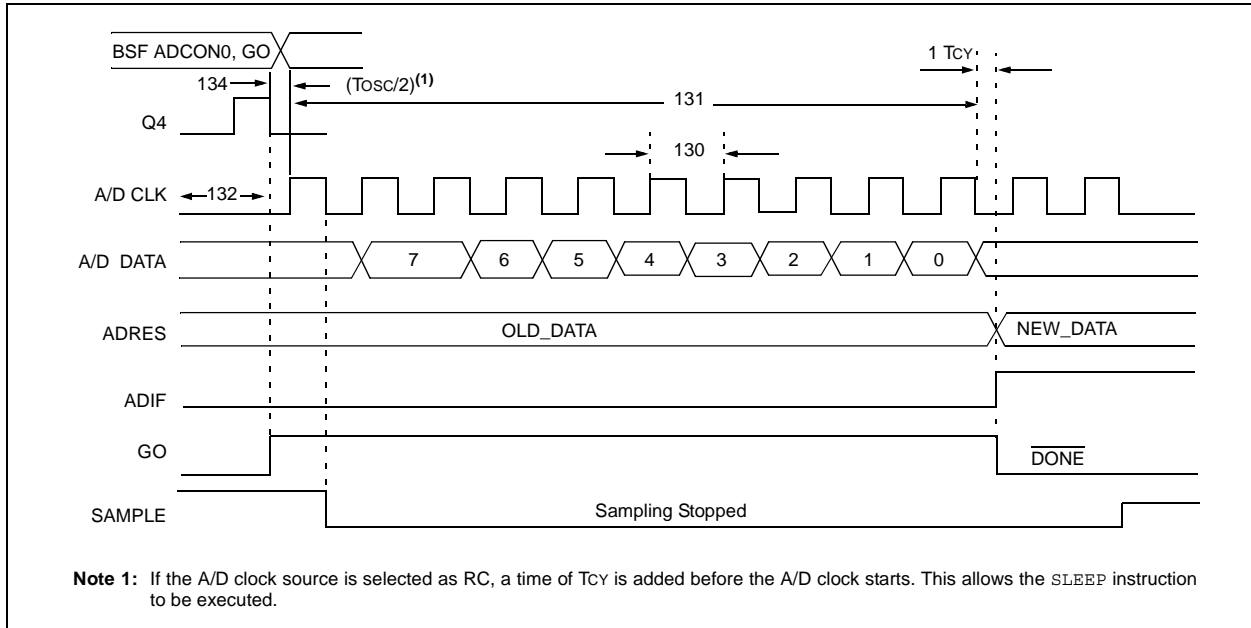 BSF ADCON0, GO
1 TCY
134
(TOSC/2)(1)
131
Q4
130
A/D CLK
132
A/D DATA
7 6 5 4 3 2 1 0
ADRES
OLD_DATA
NEW_DATA
ADIF
GO
DONE
SAMPLE
Sampling Stopped
Note 1: If the A/D clock source is selected as RC, a time of TCY is added before the A/D clock starts. This allows the SLEEP instruction
to be executed.